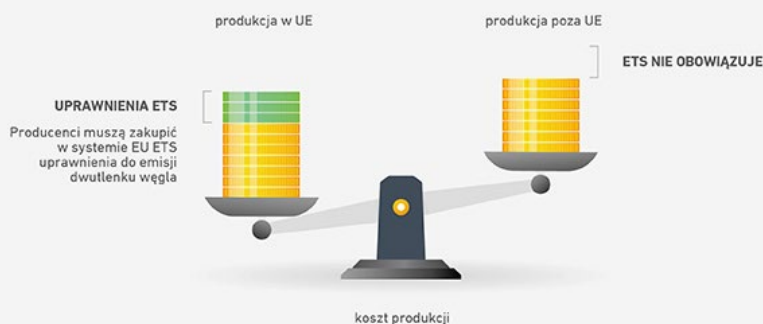 produkcja w UE
produkcja poza UE
ETS NIE OBOWIĄZUJE
UPRAWNIENIA ETS
Producenci muszą zakupić
w systemie EU ETS
uprawnienia do emisji
dwutlenku węgla
koszt produkcji